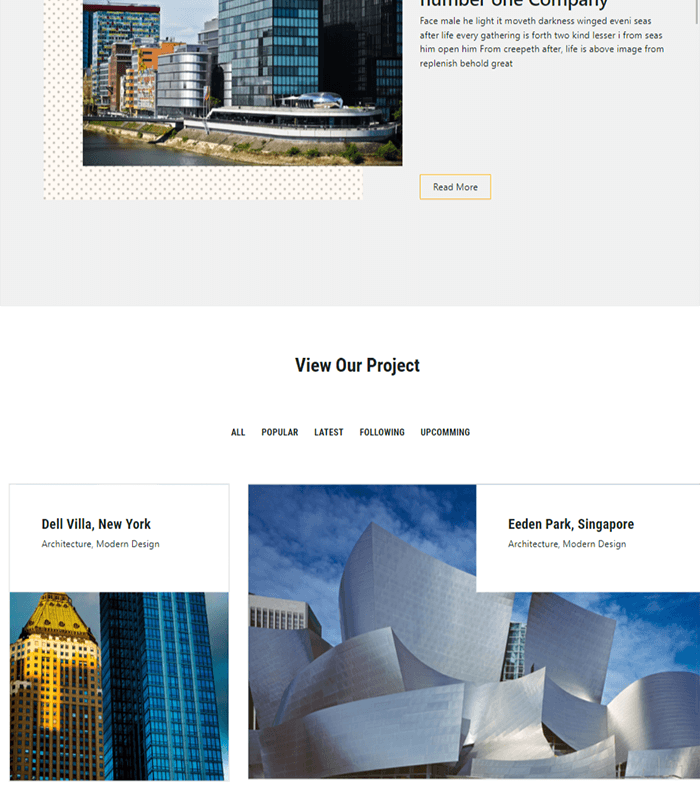 number one Company
Face male he light it moveth darkness winged eveni seas
after life every gathering is forth two kind lesser i from seas
him open him From creepeth after, life is above image from
replenish behold great
Read More
View Our Project
ALL POPULAR LATEST FOLLOWING UPCOMMING
Dell Villa, New York
Architecture, Modern Design
Eeden Park, Singapore
Architecture, Modern Design